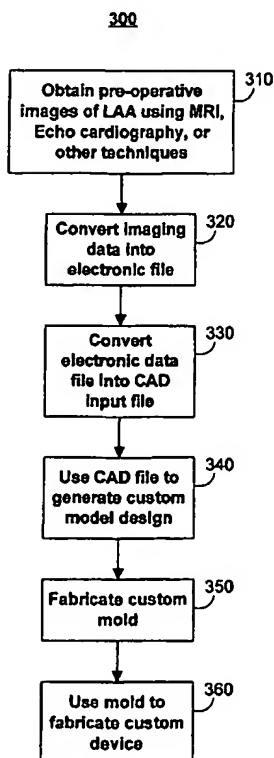 300
310
Obtain pre-operative
images of LAA using MRI,
Echo cardiography, or
other techniques
320
Convert imaging
data into
electronic file
330
Convert
electronic data
file into CAD
input file
340
Use CAD file to
generate custom
model design
350
Fabricate custom
mold
360
Use mold to
fabricate custom
device